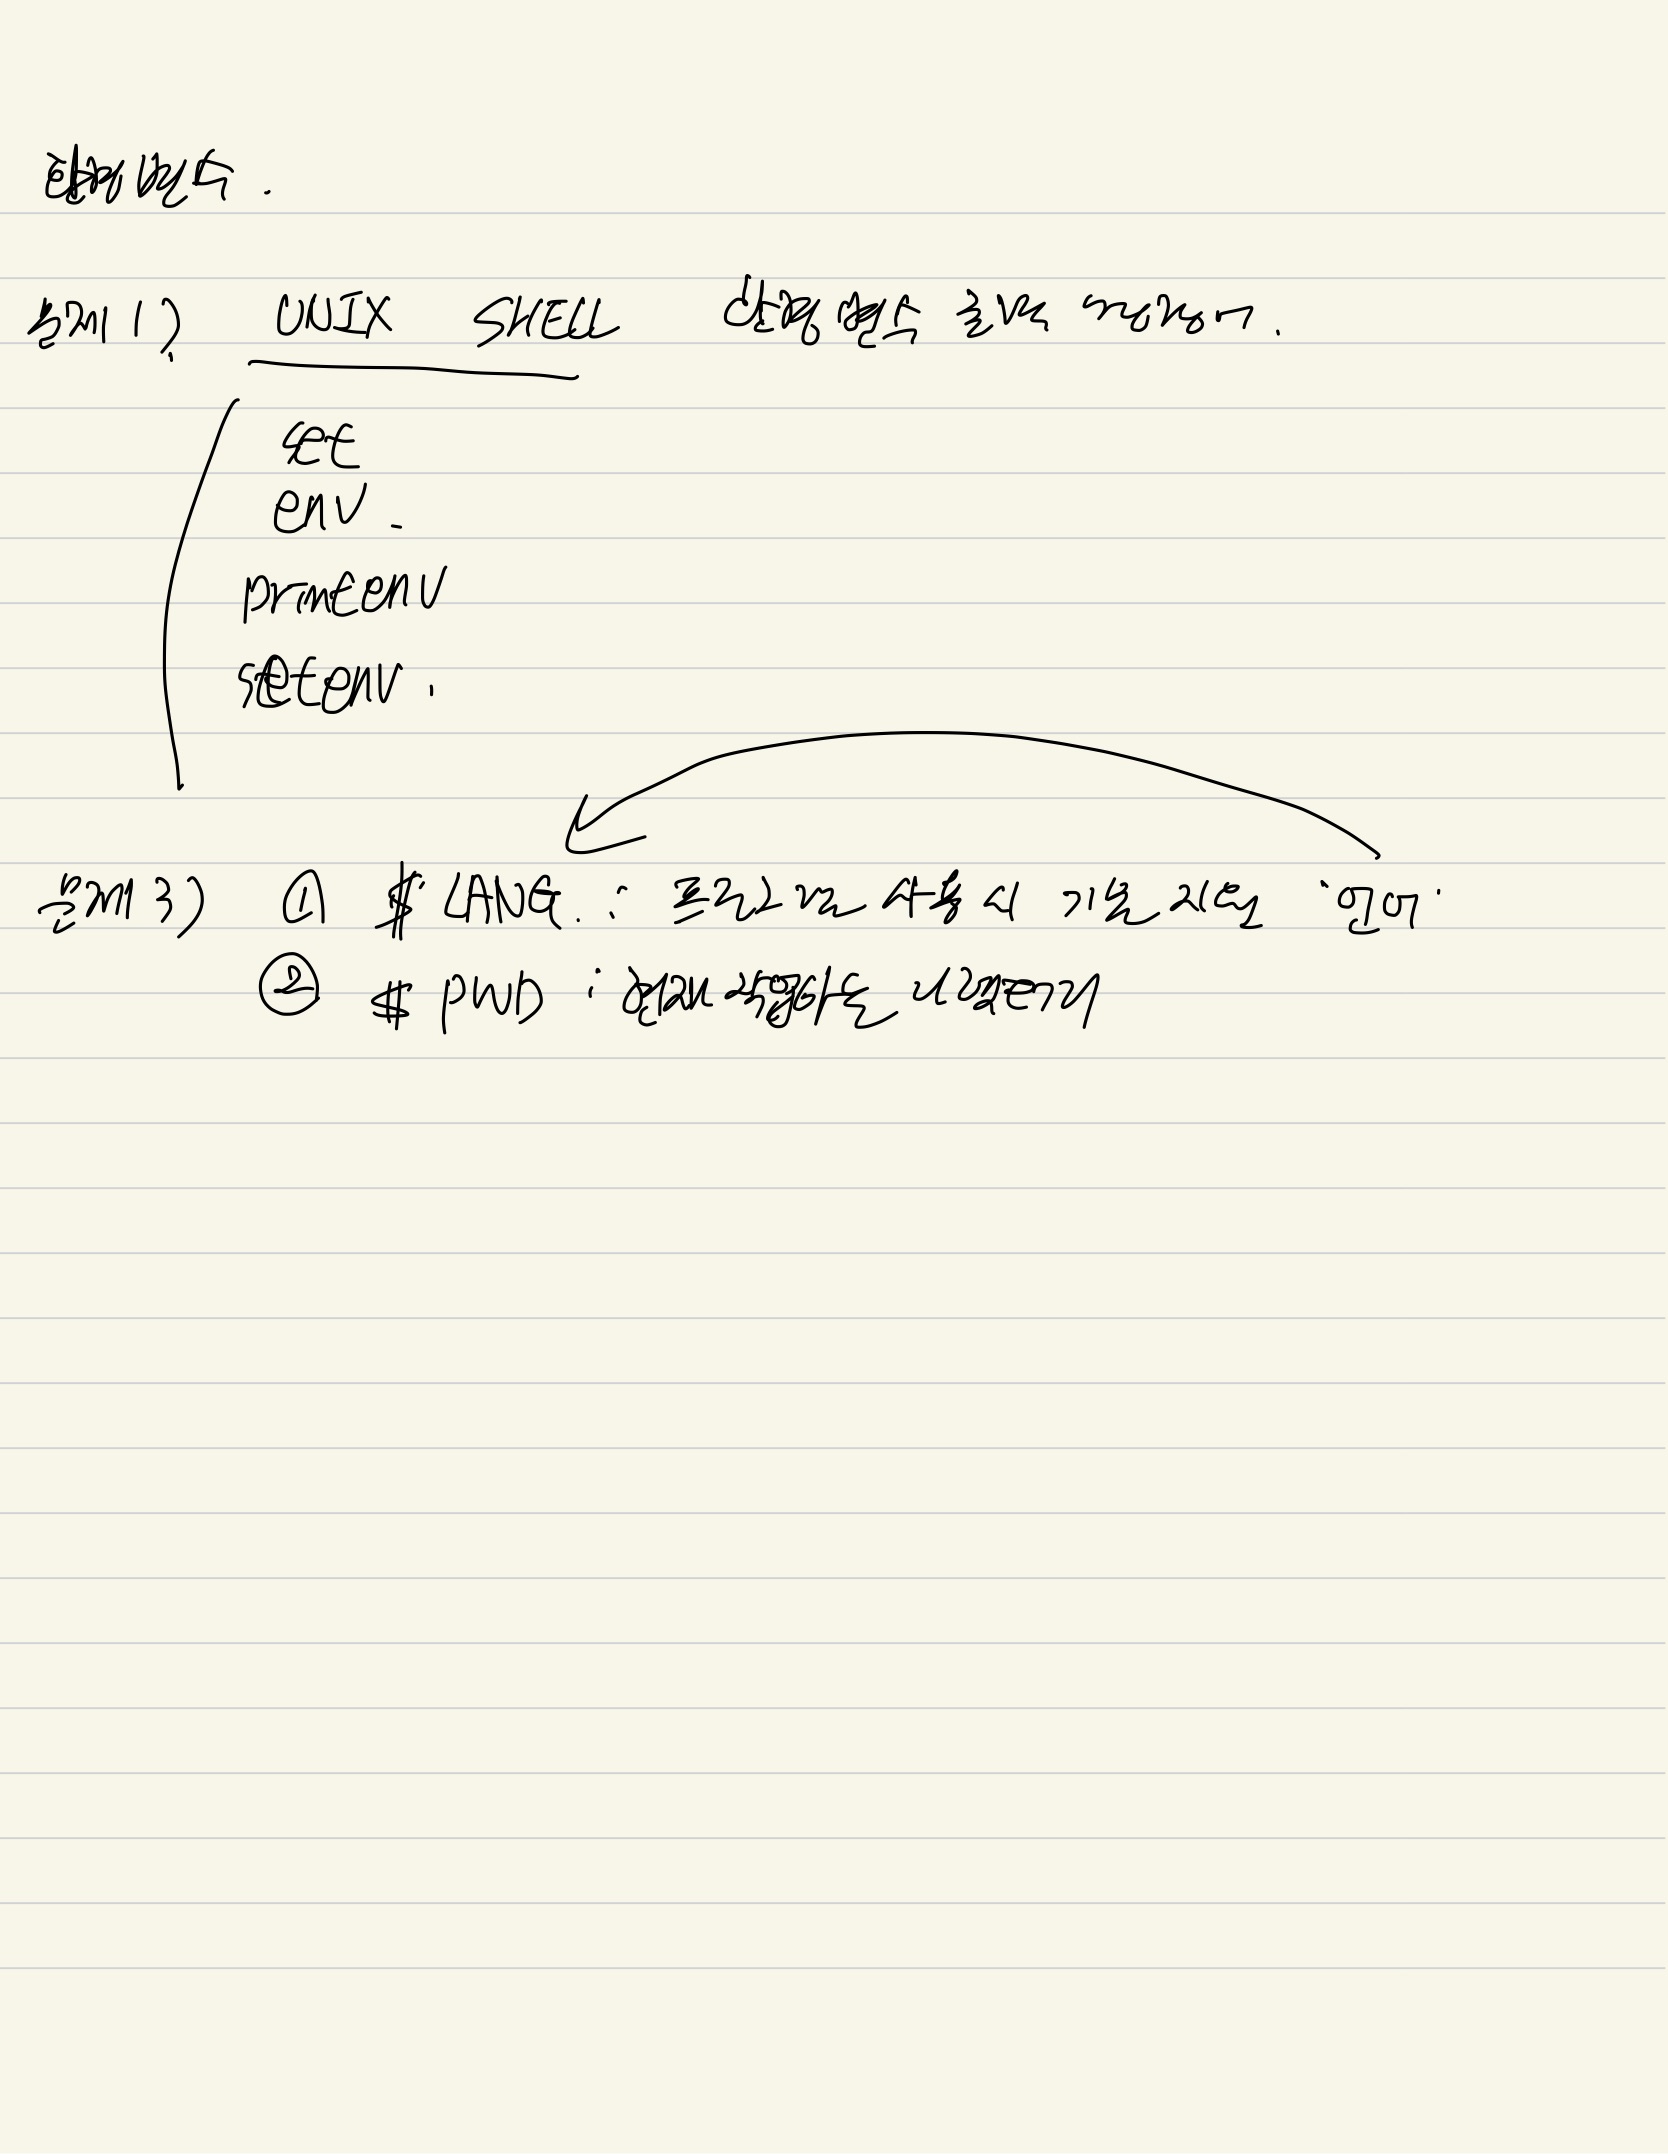 환경 변수.
문제 1) UNIX SHELL 환경 변수 출력 명령어.
set
env.
printenv
setenv.
문제 3) ① $ LANG. : 프로그램 사용 시 기본 지원 '언어'
② $ PWD : 현재 작업하는 디렉토리